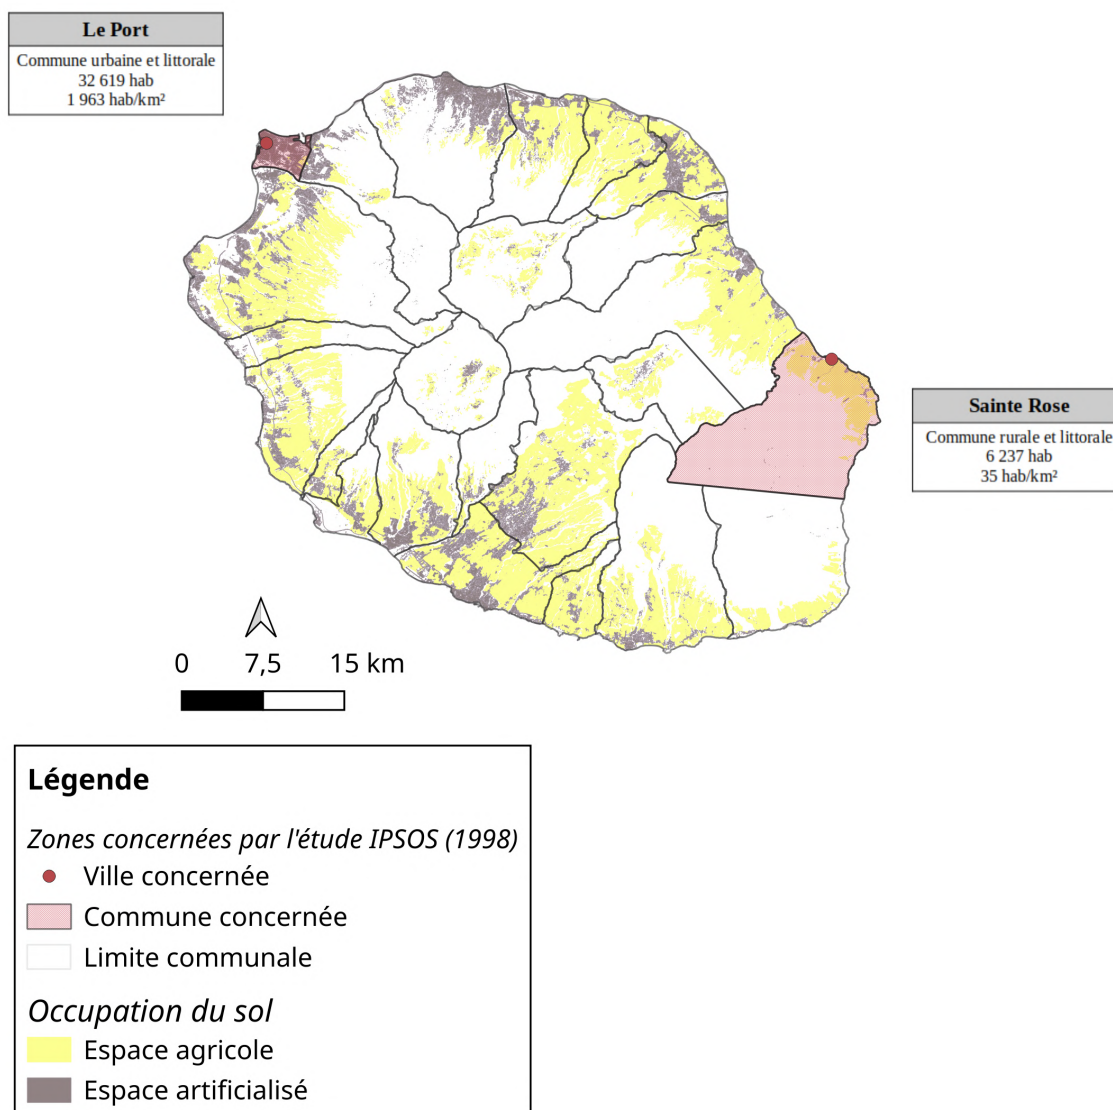 Le Port
Commune urbaine et littorale
32 619 hab
1 963 hab/km²
Sainte Rose
Commune rurale et littorale
6 237 hab
35 hab/km²
0 7,5 15 km
Légende
Zones concernées par l'étude IPSOS (1998)
Ville concernée
Commune concernée
Limite communale
Occupation du sol
Espace agricole
Espace artificialisé